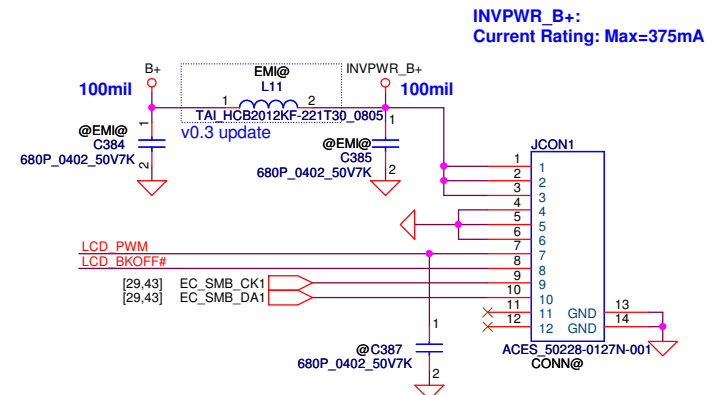 INVPWR_B+:
Current Rating: Max=375mA
B+
EMI@
INVPWR_B+
100mil
L11
100mil
1
2
TAI_HCB2012KF-221T30_0805
v0.3 update
@EMI@
C384
680P_0402_50V7K
1
2
@EMI@
C385
680P_0402_50V7K
1
2
JCON1
1 1
2 2
3 3
4 4
5 5
6 6
LCD_PWM 7 7
LCD_BKOFF# 8 8
[29,43] EC_SMB_CK1 9 9
[29,43] EC_SMB_DA1 10 10
11 11 GND 13
12 12 GND 14
ACES_50228-0127N-001
CONN@
1
@C387
680P_0402_50V7K
2